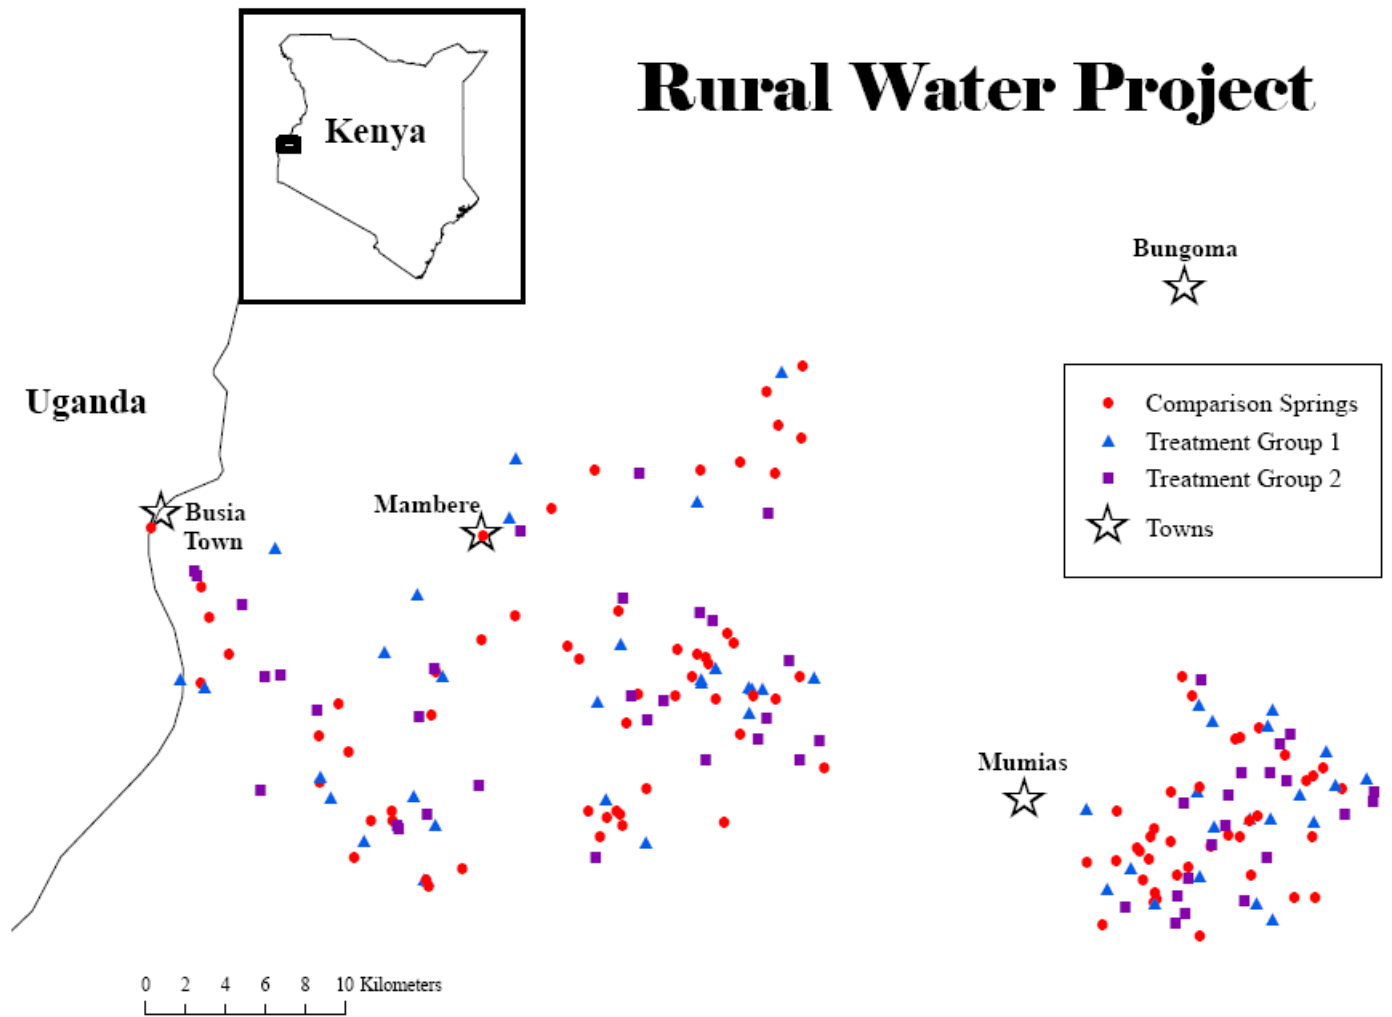 Rural Water Project
Kenya
Bungoma
Uganda
Comparison Springs
Treatment Group 1
Treatment Group 2
Towns
Mambere
Busia
Town
Mumias
0 2 4 6 8 10 Kilometers